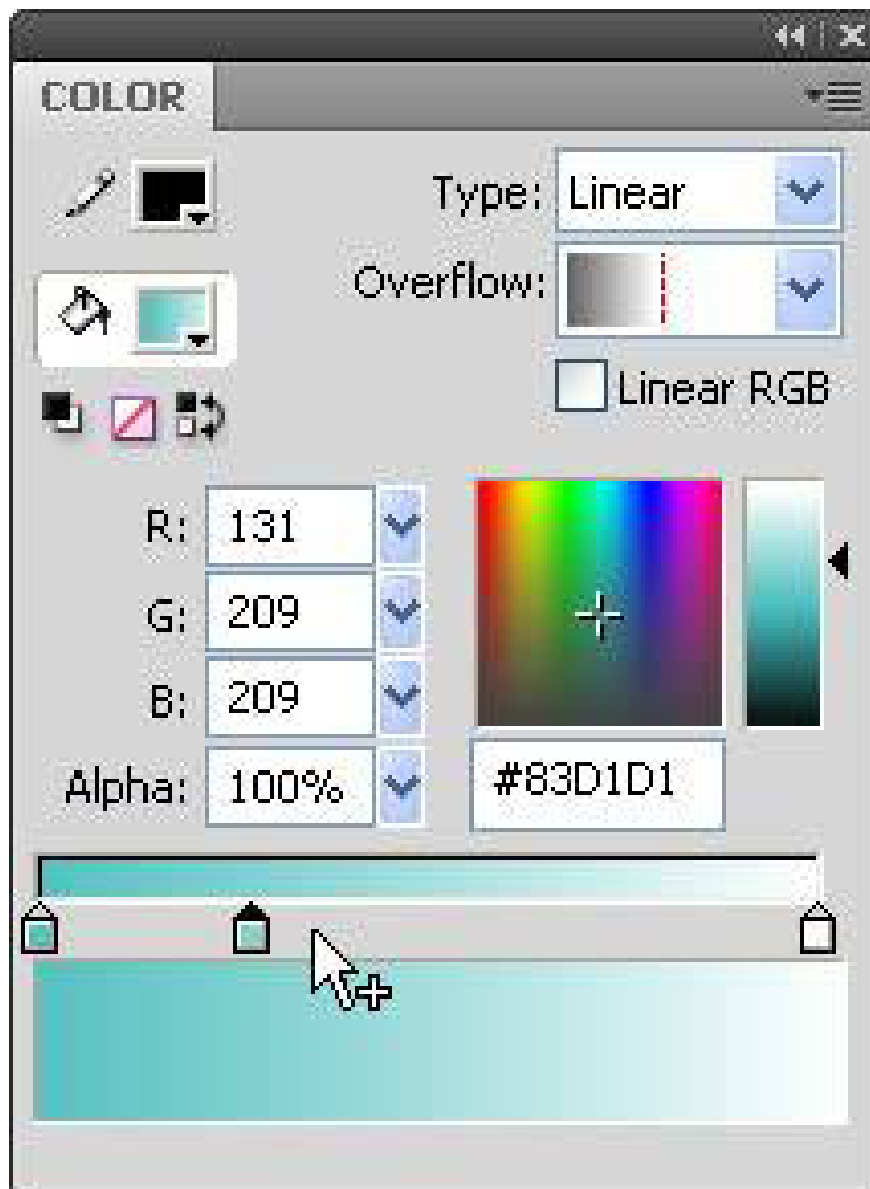 COLOR
Type: Linear
Overflow:
Linear RGB
R: 131
G: 209
B: 209
Alpha: 100%
#83D1D1